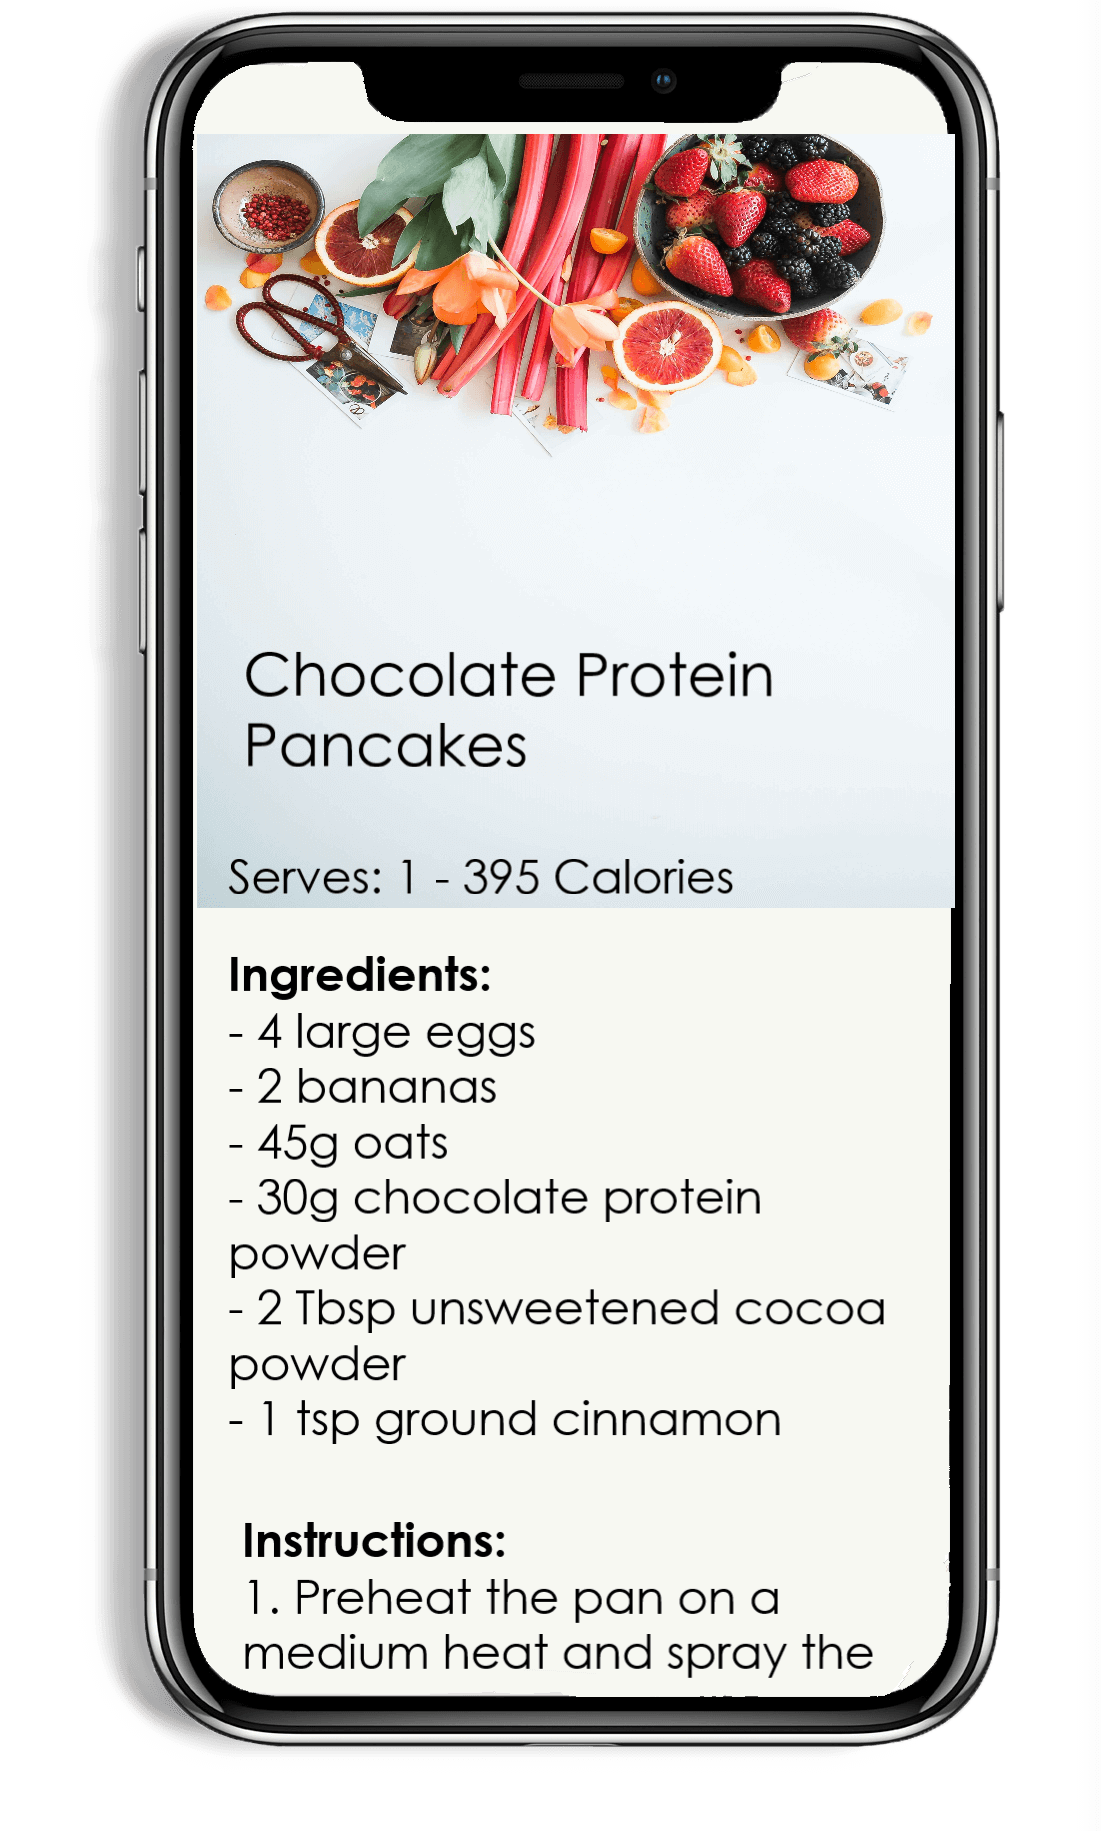 Chocolate Protein
Pancakes
Serves: 1 - 395 Calories
Ingredients:
- 4 large eggs
- 2 bananas
- 45g oats
- 30g chocolate protein
powder
- 2 Tbsp unsweetened cocoa
powder
- 1 tsp ground cinnamon
Instructions:
1. Preheat the pan on a
medium heat and spray the